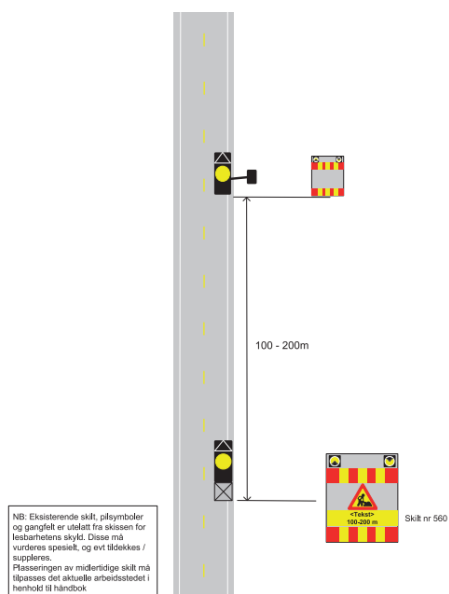 100 - 200m
<Tekst>
100-200 m
Skilt nr 560
NB: Eksisterende skilt, pilsymboler
og gangfelt er utelatt fra skissen for
lesbarhetens skyld. Disse må
vurderes spesielt, og evt tildekkes /
suppleres.
Plasseringen av midlertidige skilt må
tilpasses det aktuelle arbeidsstedet i
henhold til håndbok